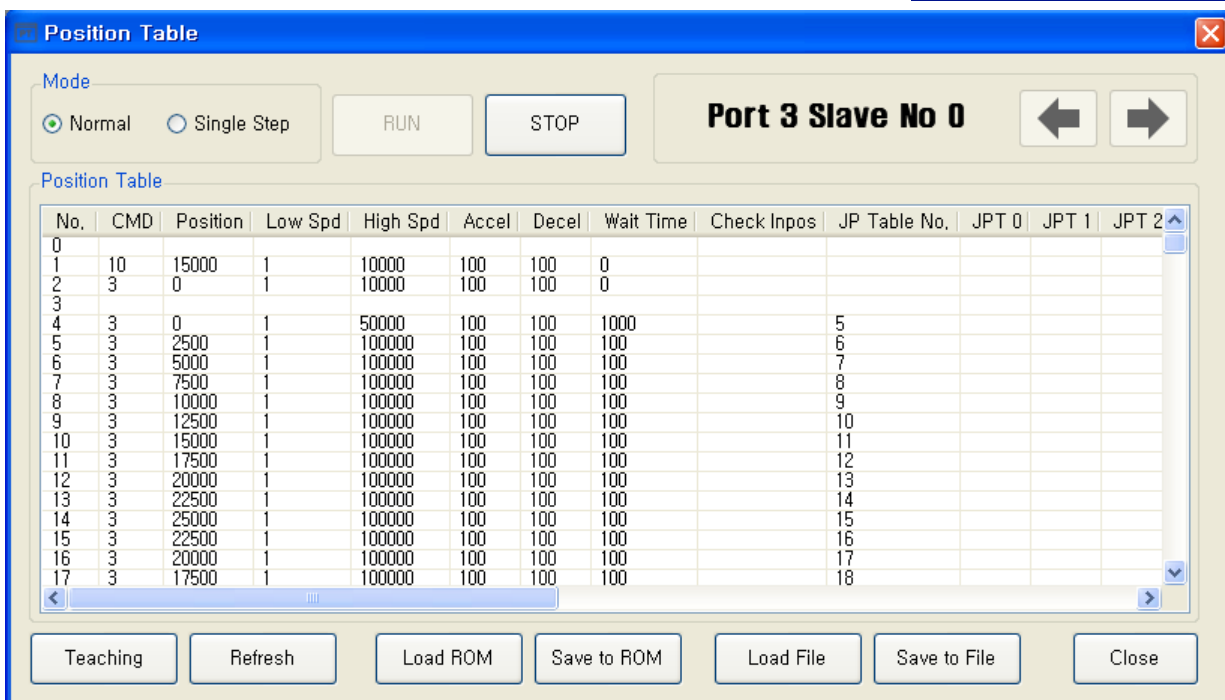 Position Table
Mode
Normal Single Step RUN STOP Port 3 Slave No 0
Position Table
No. CMD Position Low Spd High Spd Accel Decel Wait Time Check Inpos JP Table No. JPT 0 JPT 1 JPT 2
0
1 10 15000 1 10000 100 100 0
2 3 0 1 10000 100 100 0
3
4 3 0 1 50000 100 100 1000 5
5 3 2500 1 100000 100 100 100 6
6 3 5000 1 100000 100 100 100 7
7 3 7500 1 100000 100 100 100 8
8 3 10000 1 100000 100 100 100 9
9 3 12500 1 100000 100 100 100 10
10 3 15000 1 100000 100 100 100 11
11 3 17500 1 100000 100 100 100 12
12 3 20000 1 100000 100 100 100 13
13 3 22500 1 100000 100 100 100 14
14 3 25000 1 100000 100 100 100 15
15 3 22500 1 100000 100 100 100 16
16 3 20000 1 100000 100 100 100 17
17 3 17500 1 100000 100 100 100 18
Teaching Refresh Load ROM Save to ROM Load File Save to File Close